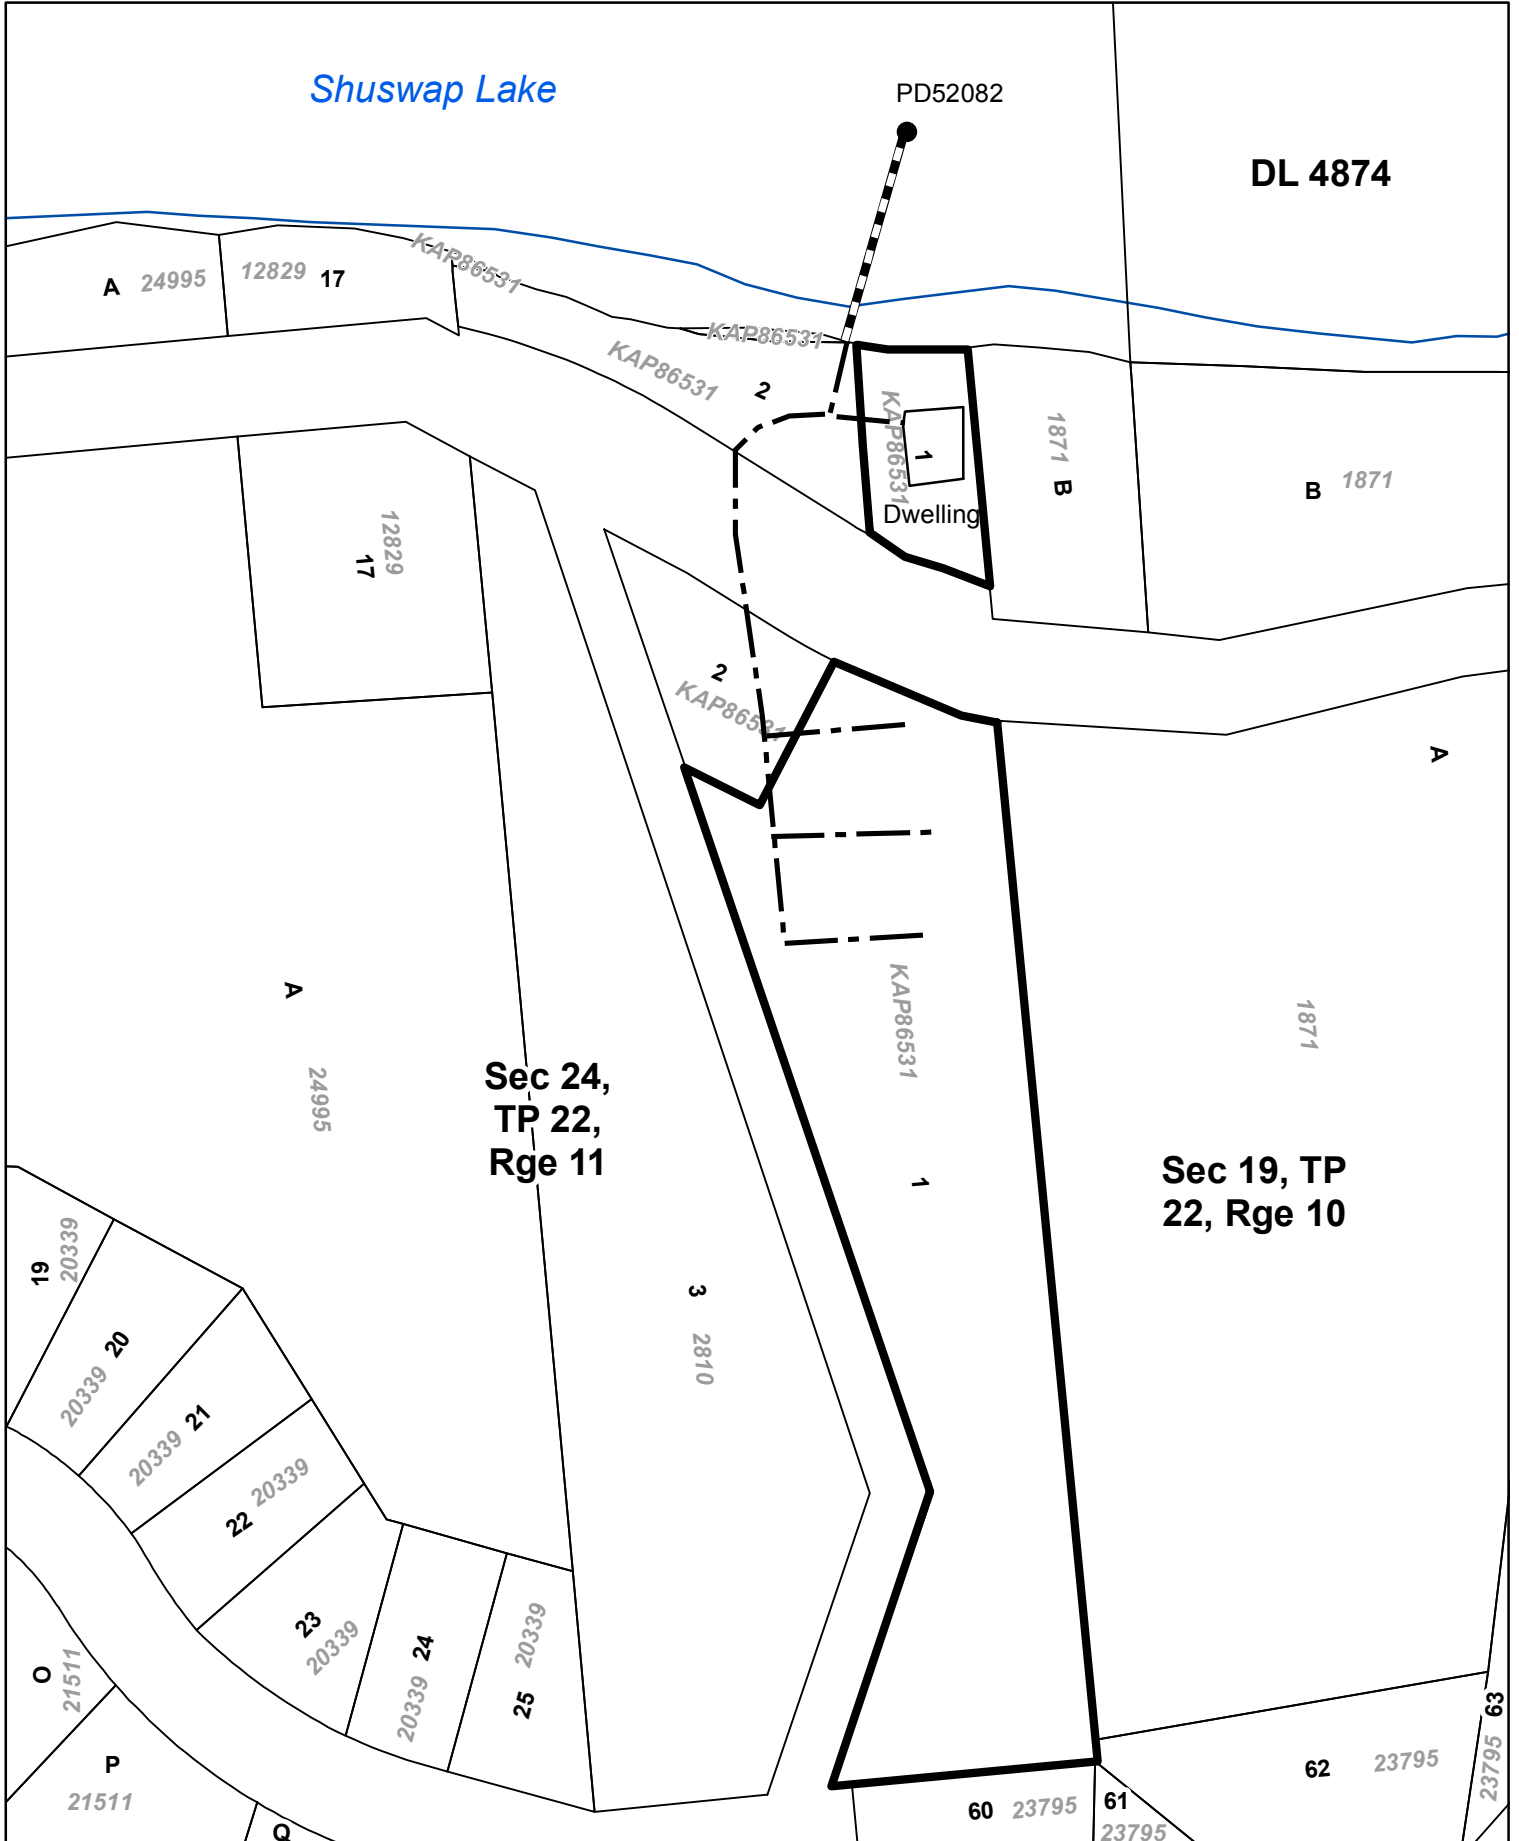 Shuswap Lake
PD52082
DL 4874
KAP86531
A 24995
12829 17
KAP86531
KAP86531
2
KAP86531
1
Dwelling
1871
B
B 1871
12829
17
2
KAP86531
A
A
24995
KAP86531
1
1871
Sec 24,
TP 22,
Rge 11
Sec 19, TP
22, Rge 10
19
20339
20
20339
21
20339
22
20339
3
2810
23
20339
24
20339
25
20339
O
21511
P
21511
Q
60 23795
61
23795
62 23795
63
23795